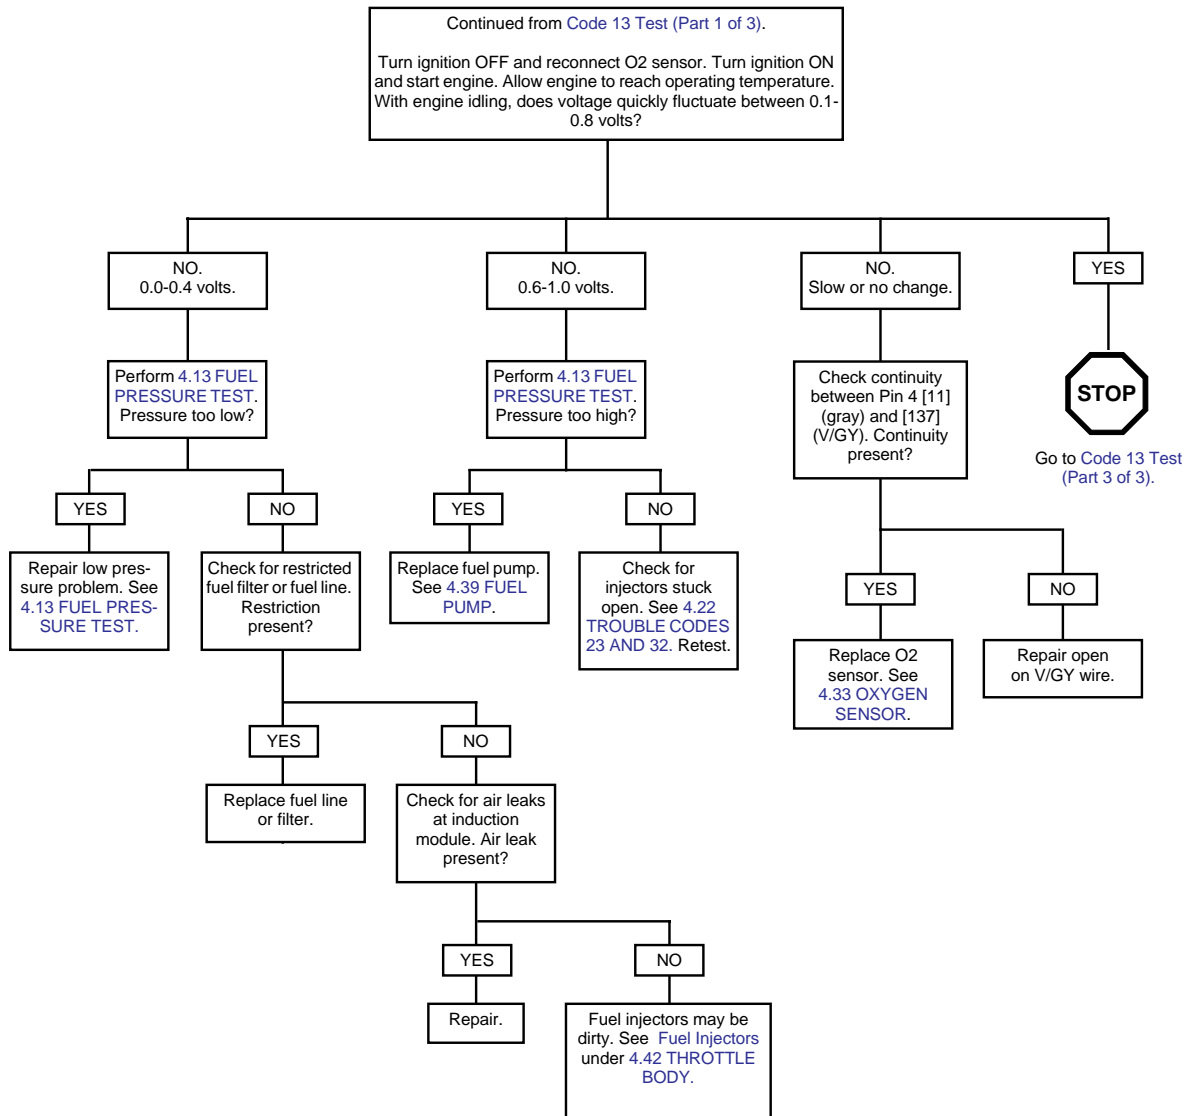 Continued from Code 13 Test (Part 1 of 3).
Turn ignition OFF and reconnect O2 sensor. Turn ignition ON
and start engine. Allow engine to reach operating temperature.
With engine idling, does voltage quickly fluctuate between 0.1-
0.8 volts?
NO.
0.0-0.4 volts.
NO.
0.6-1.0 volts.
NO.
Slow or no change.
YES
Perform 4.13 FUEL
PRESSURE TEST.
Pressure too low?
Perform 4.13 FUEL
PRESSURE TEST.
Pressure too high?
Check continuity
between Pin 4 [11]
(gray) and [137]
(V/GY). Continuity
present?
STOP
Go to Code 13 Test
(Part 3 of 3).
YES
NO
YES
NO
Repair low pres-
sure problem. See
4.13 FUEL PRES-
SURE TEST.
Check for restricted
fuel filter or fuel line.
Restriction
present?
Replace fuel pump.
See 4.39 FUEL
PUMP.
Check for
injectors stuck
open. See 4.22
TROUBLE CODES
23 AND 32. Retest.
YES
NO
Replace O2
sensor. See
4.33 OXYGEN
SENSOR.
Repair open
on V/GY wire.
YES
NO
Replace fuel line
or filter.
Check for air leaks
at induction
module. Air leak
present?
YES
NO
Repair.
Fuel injectors may be
dirty. See Fuel Injectors
under 4.42 THROTTLE
BODY.